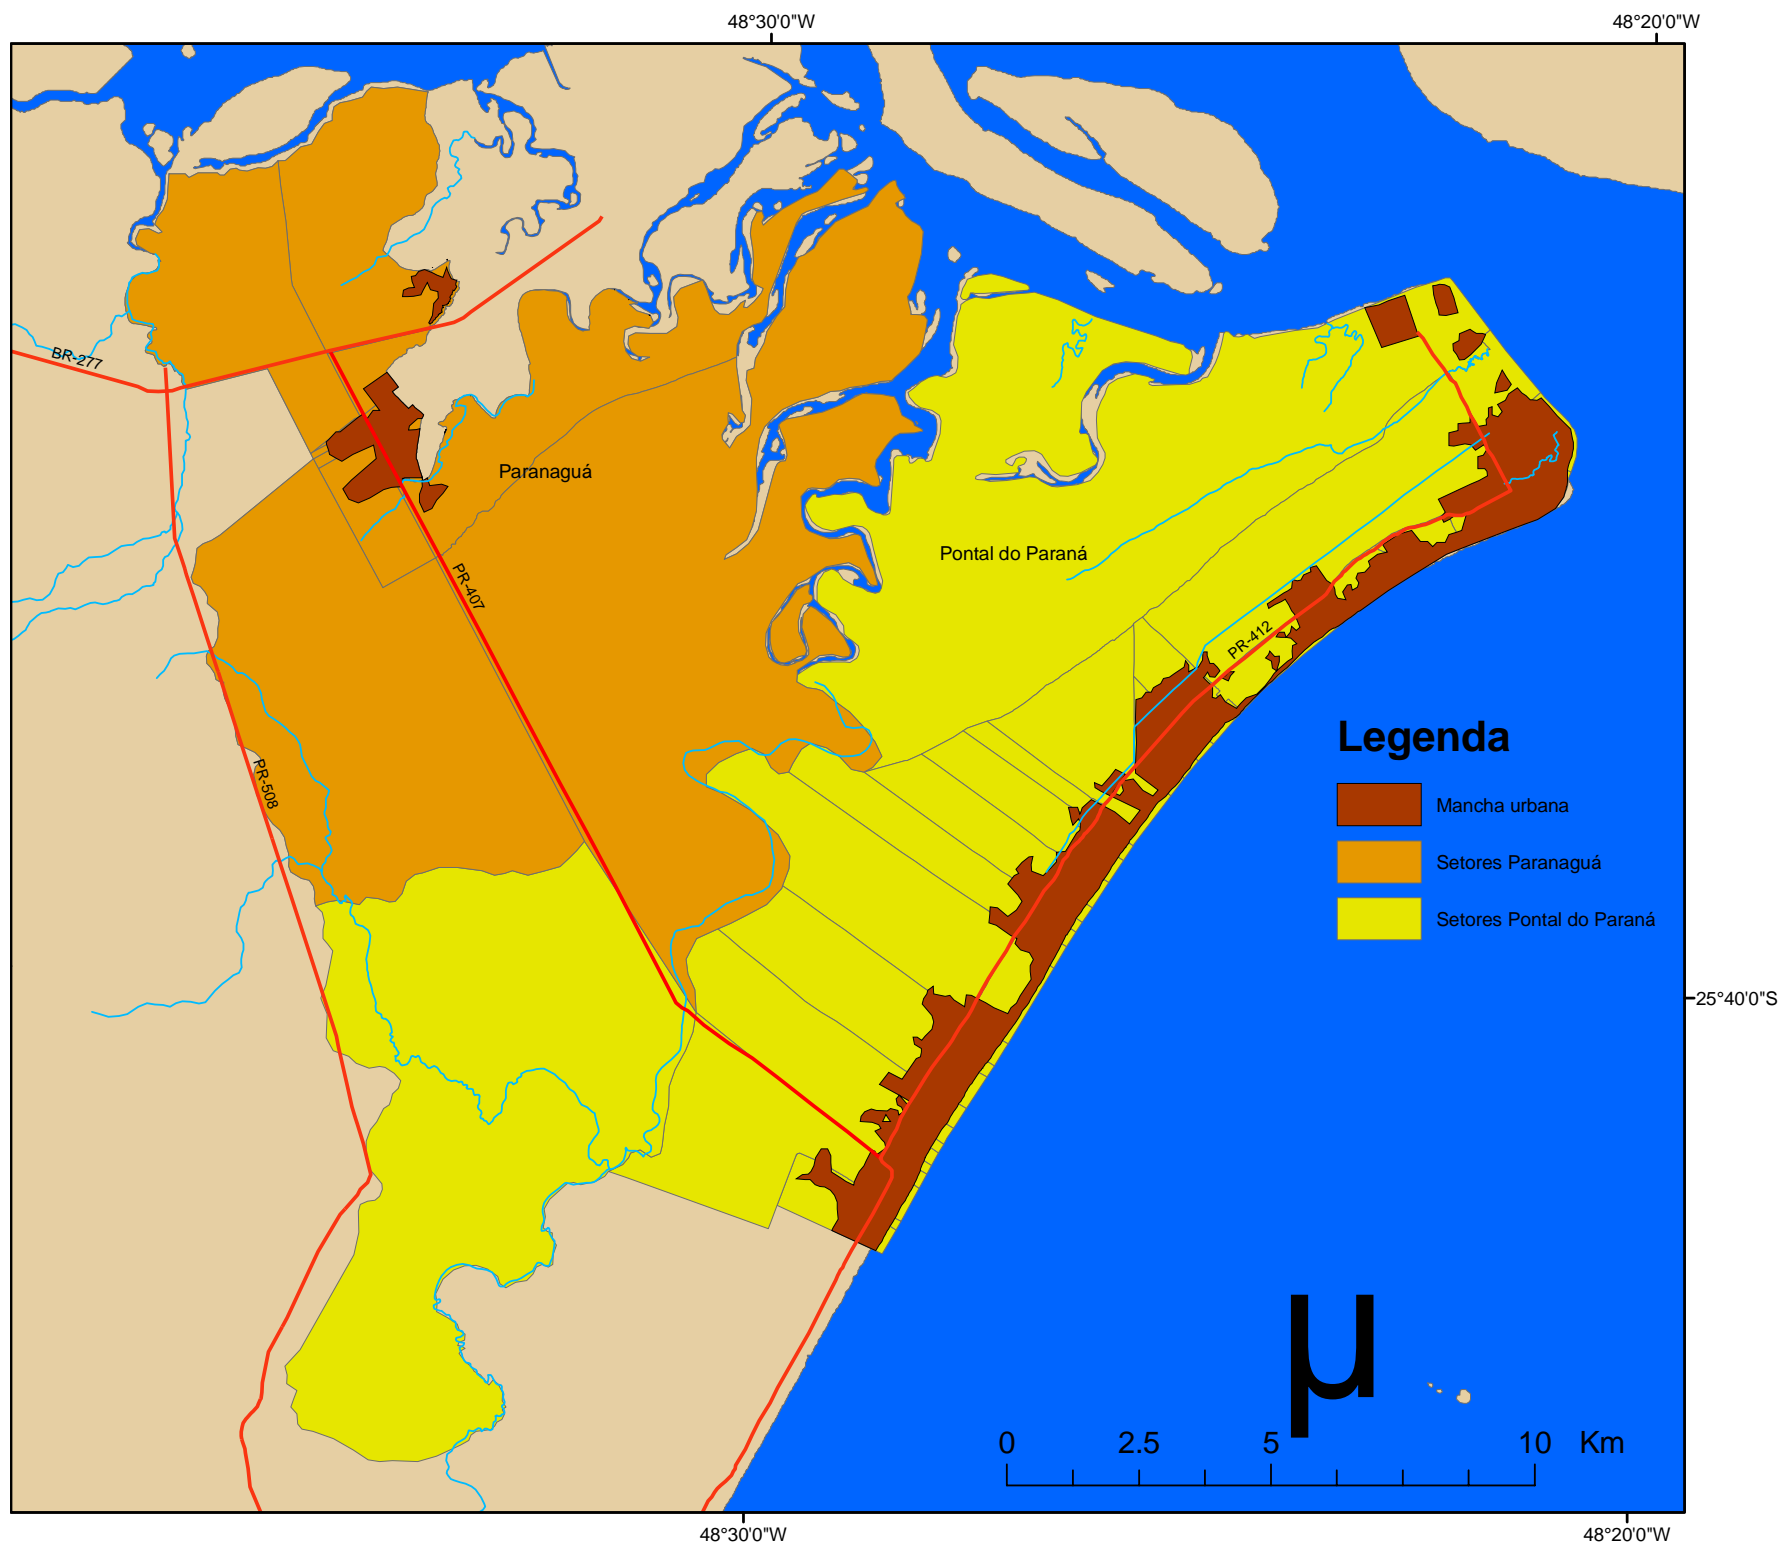 48°30'0"W
48°20'0"W
BR-277
Paranaguá
Pontal do Paraná
PR-407
PR-412
PR-508
Legenda
Mancha urbana
Setores Paranaguá
Setores Pontal do Paraná
25°40'0"S
µ
0 2.5 5 10 Km
48°30'0"W
48°20'0"W